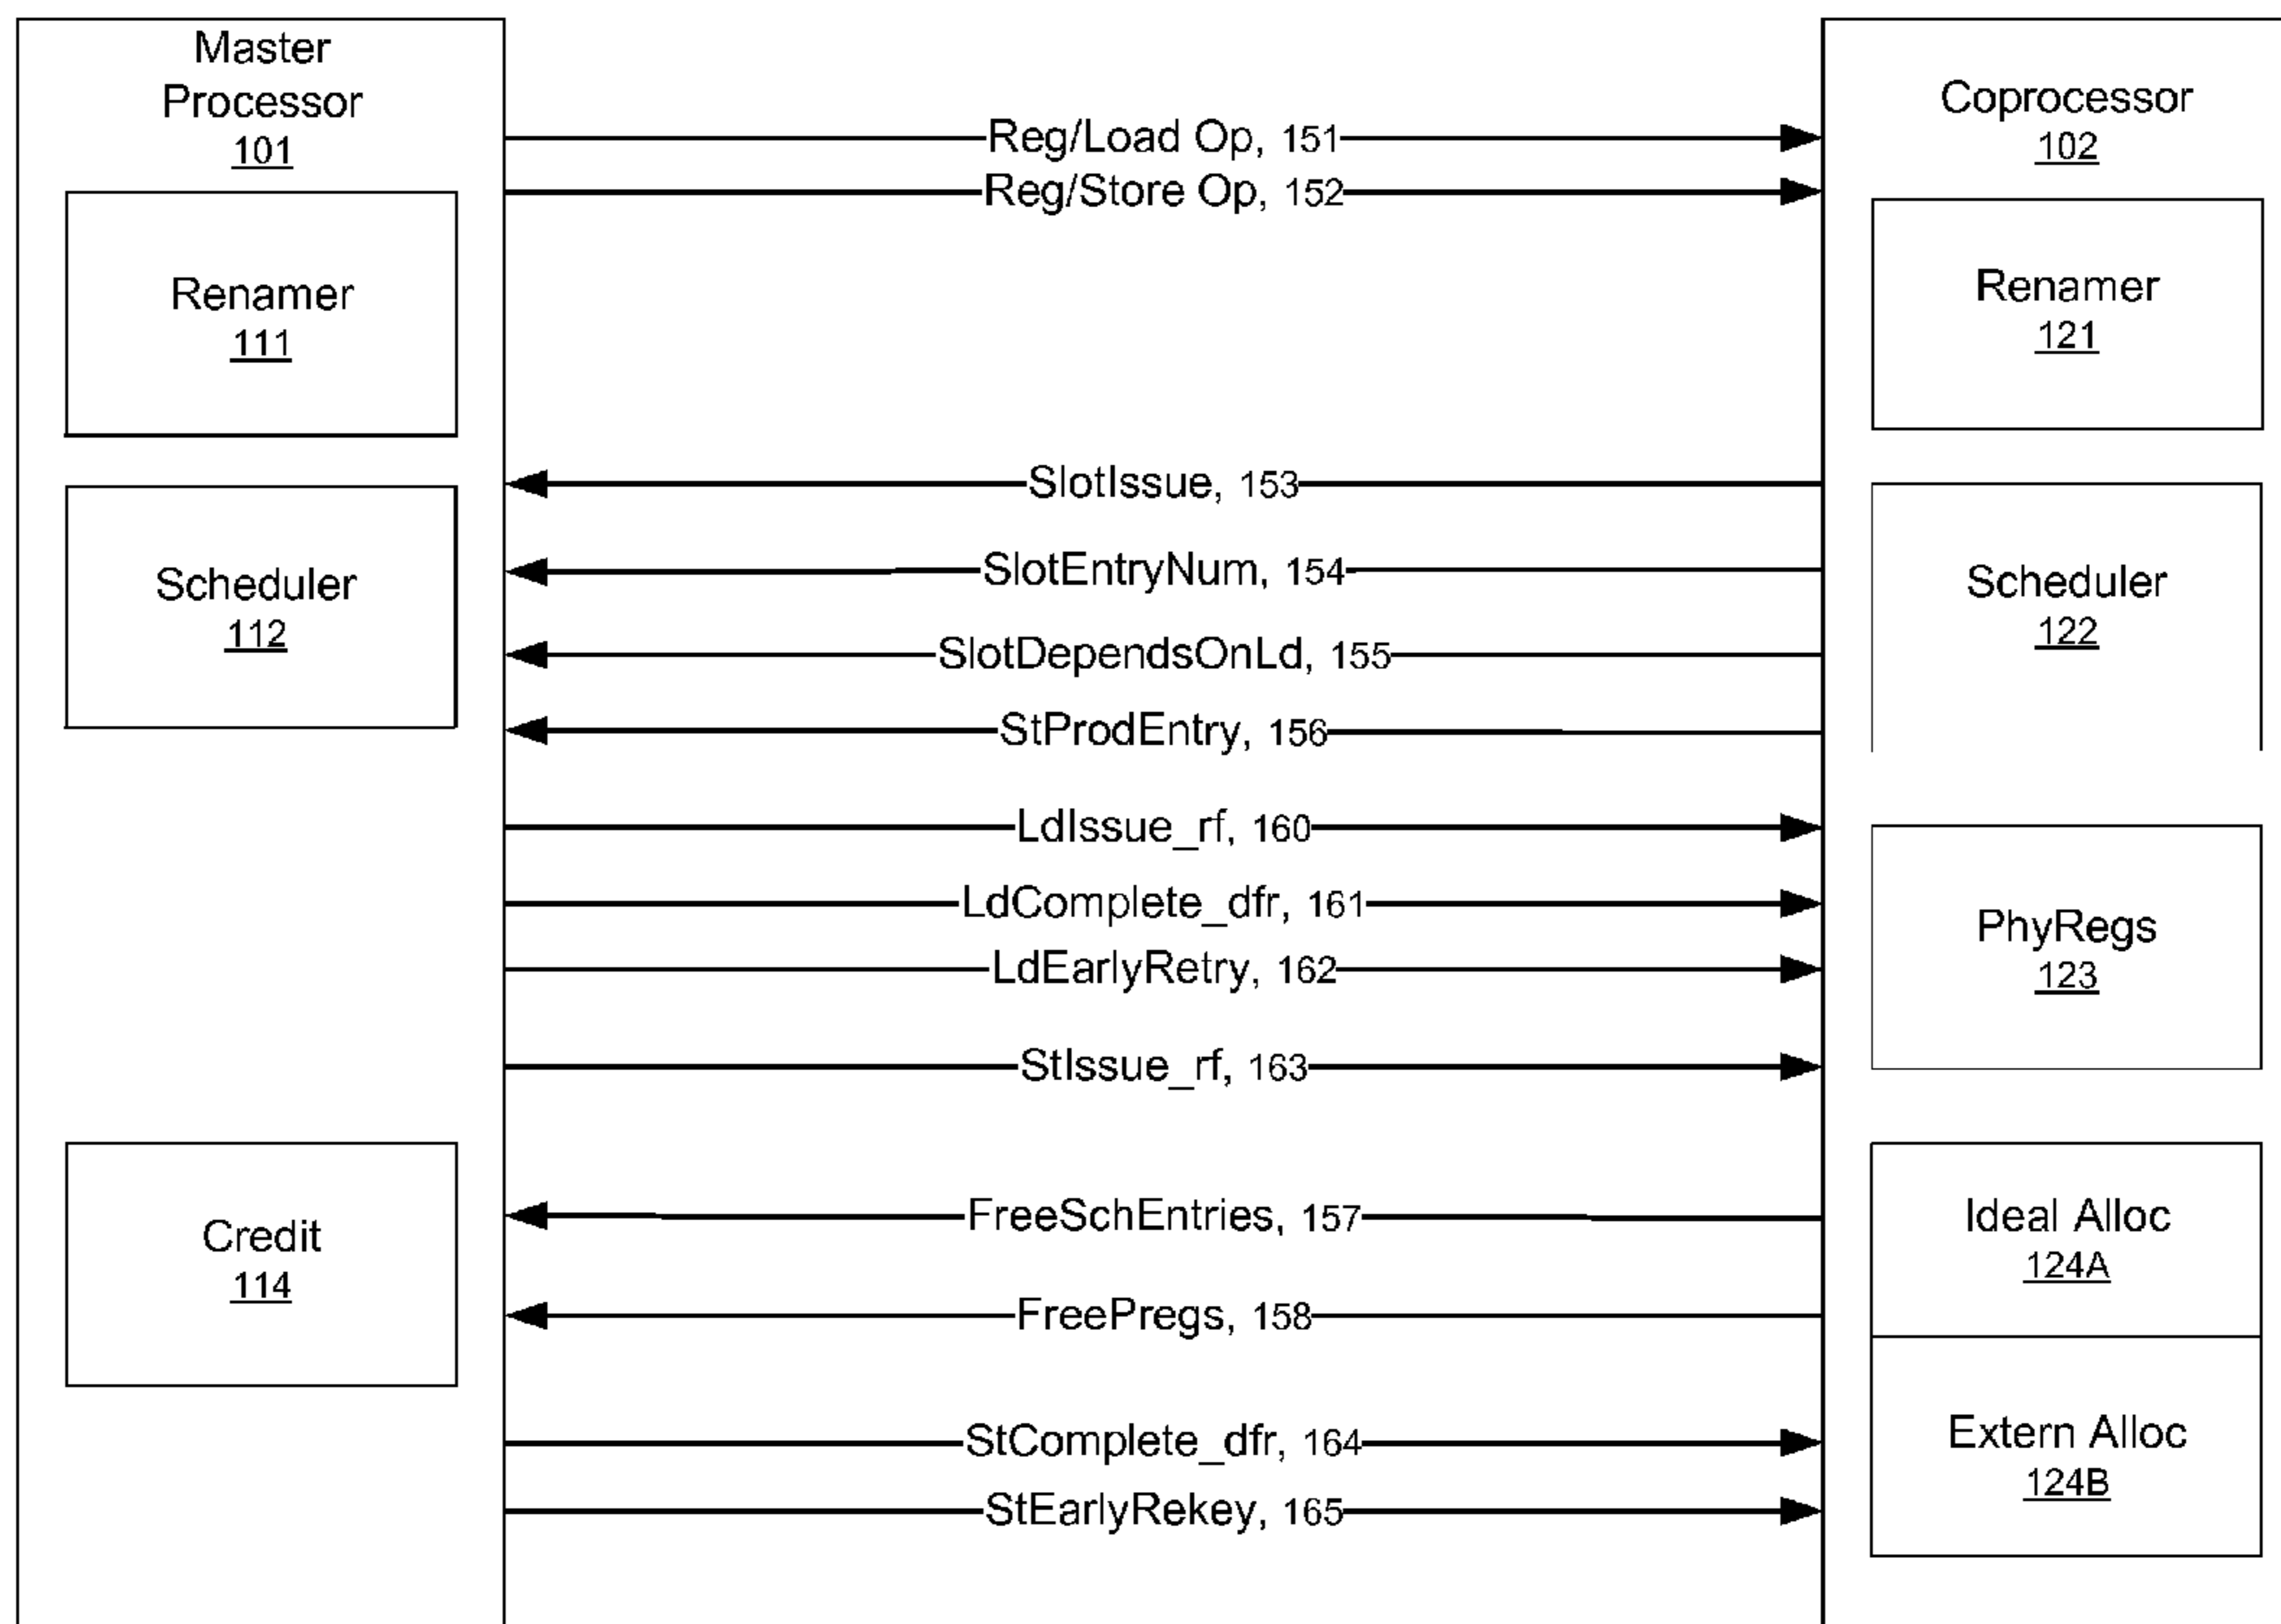 Master
Processor
101
Renamer
111
Scheduler
112
Credit
114
Reg/Load Op, 151
Reg/Store Op, 152
SlotIssue, 153
SlotEntryNum, 154
SlotDependsOnLd, 155
StProdEntry, 156
LdIssue_rf, 160
LdComplete_dfr, 161
LdEarlyRetry, 162
StIssue_rf, 163
FreeSchEntries, 157
FreePregs, 158
StComplete_dfr, 164
StEarlyRekey, 165
Coprocessor
102
Renamer
121
Scheduler
122
PhyRegs
123
Ideal Alloc
124A
Extern Alloc
124B